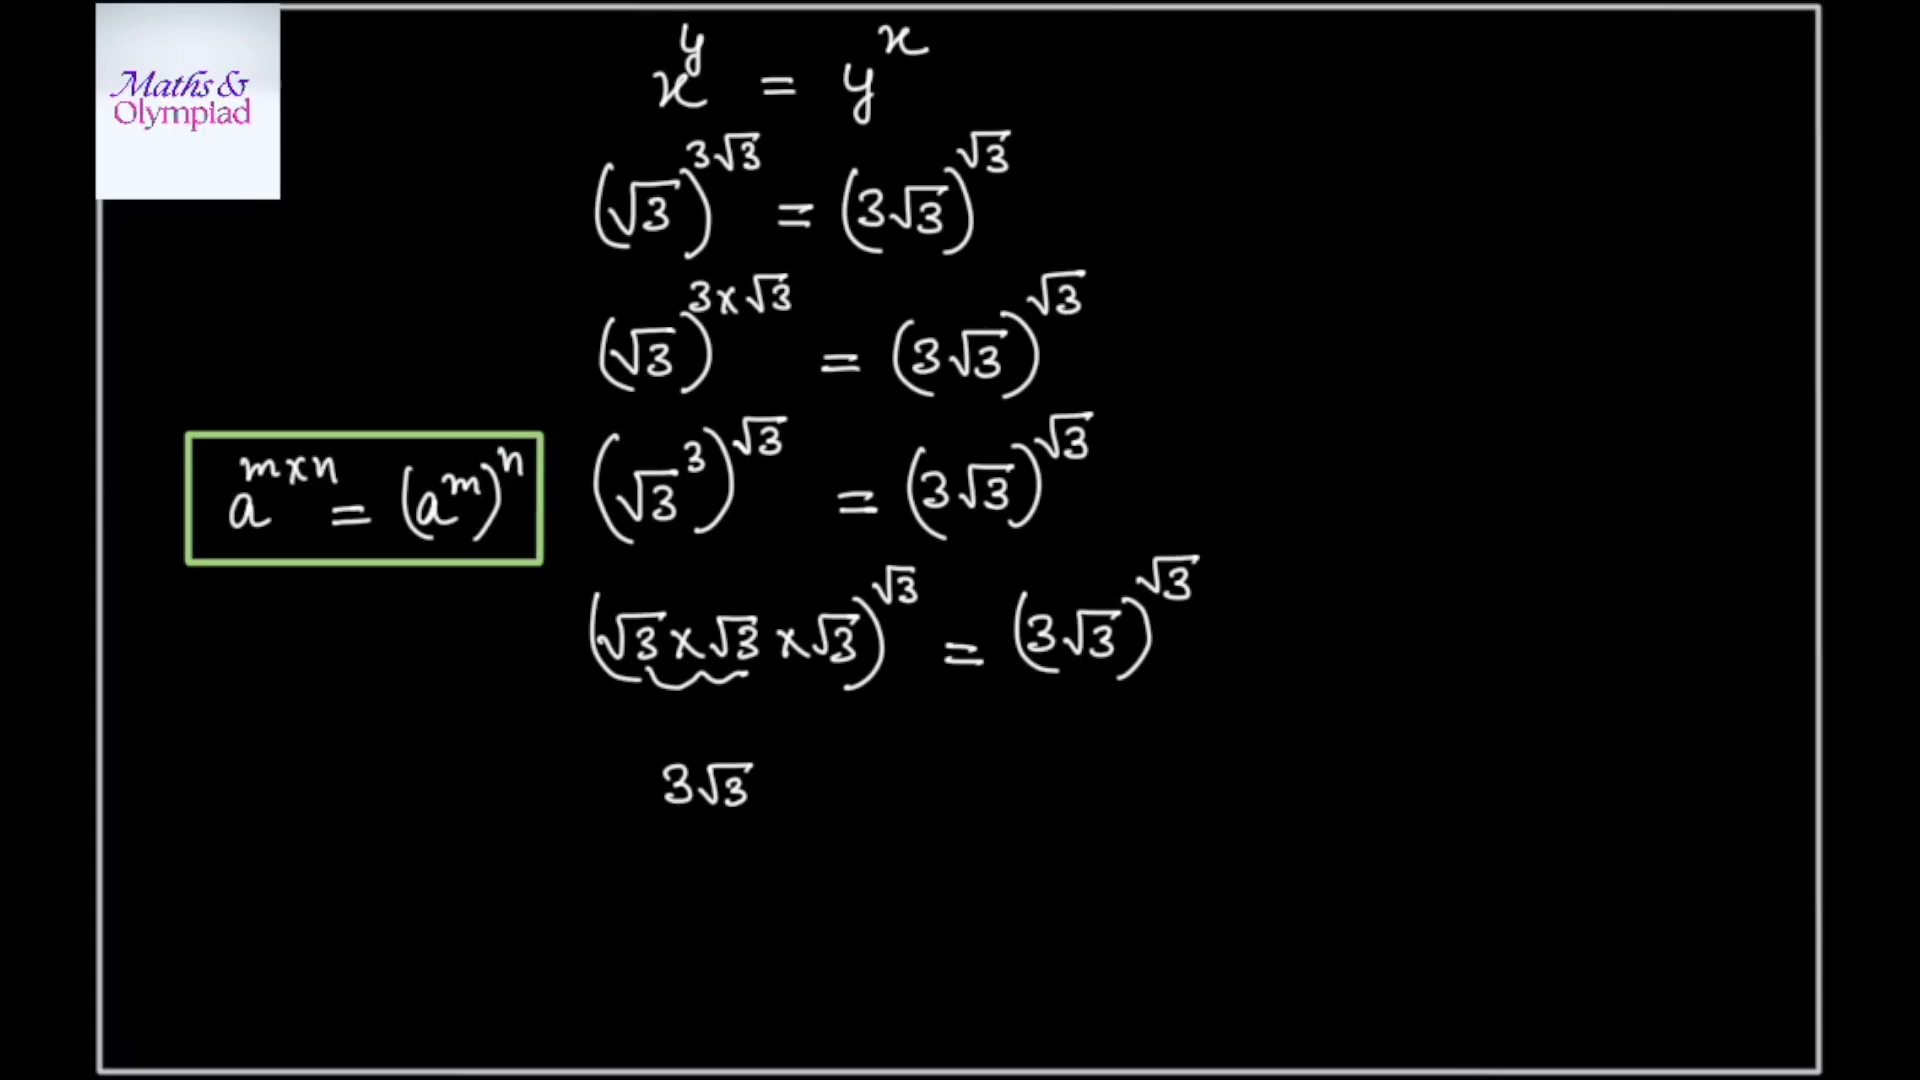 Maths &
Olympiad
x^y = y^x
(√3)^{3√3} = (3√3)^{√3}
(√3)^{3×√3} = (3√3)^{√3}
a^{m×n} = (a^m)^n
(√3^3)^{√3} = (3√3)^{√3}
(√3×√3×√3)^{√3} = (3√3)^{√3}
3√3